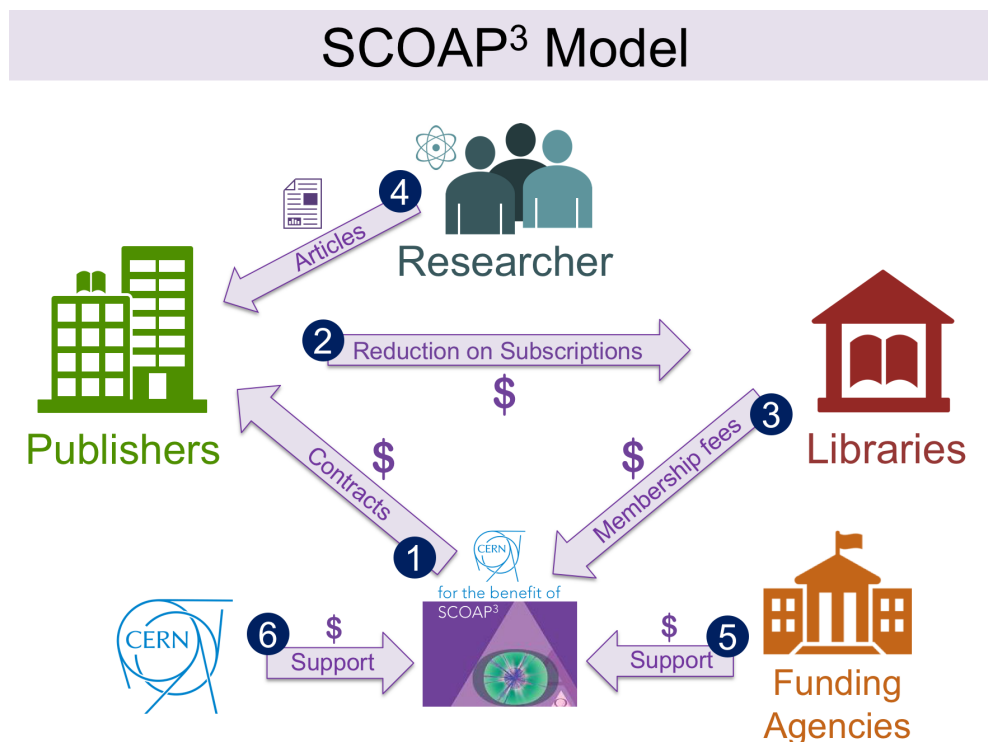 SCOAP³ Model
4
Articles
Researcher
2
Reduction on Subscriptions
$
Publishers
3
Libraries
$
Contracts
$
Membership fees
1
CERN
for the benefit of
SCOAP³
CERN
6
$
Support
$
5
Support
Funding
Agencies